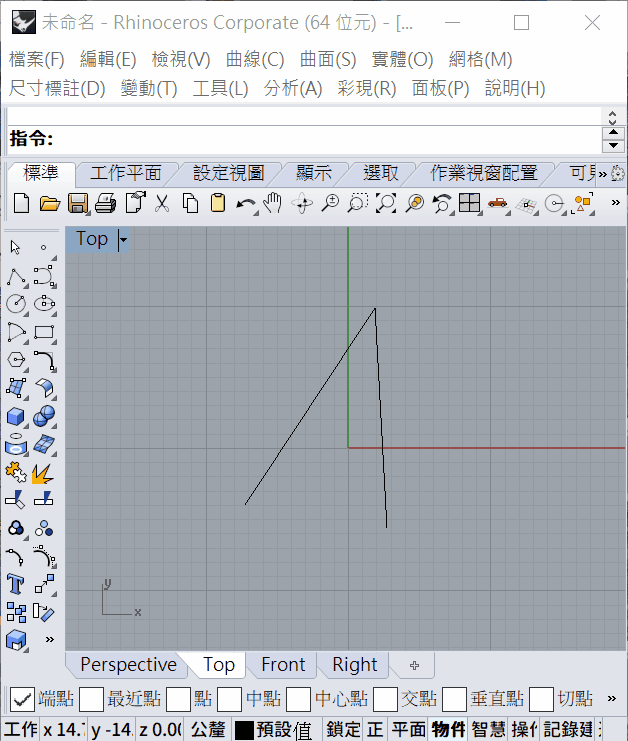 未命名 - Rhinoceros Corporate (64 位元) - [...
檔案(F) 編輯(E) 檢視(V) 曲線(C) 曲面(S) 實體(O) 網格(M)
尺寸標註(D) 變動(T) 工具(L) 分析(A) 彩現(R) 面板(P) 說明(H)
指令:
標準 工作平面 設定視圖 顯示 選取 作業視窗配置 可 »
»
Top
y
x
»
Perspective Top Front Right
端點 最近點 點 中點 中心點 交點 垂直點 切點 »
工作 x 14. y -14. z 0.00 公釐 預設值 鎖定 正 平面 物件 智慧 操作 記錄建